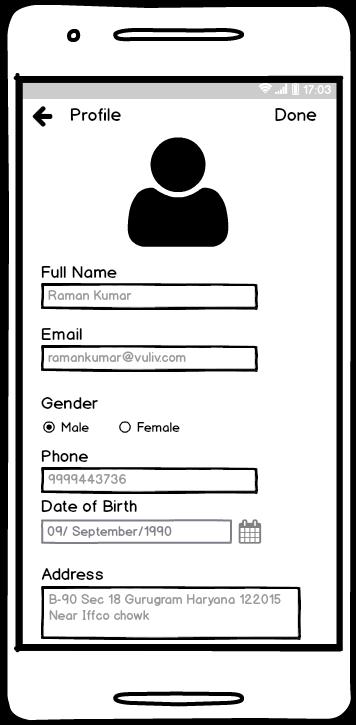 17:03
Profile Done
Full Name
Raman Kumar
Email
ramankumar@vuliv.com
Gender
Male Female
Phone
9999443736
Date of Birth
09/ September/1990
Address
B-90 Sec 18 Gurugram Haryana 122015
Near Iffco chowk